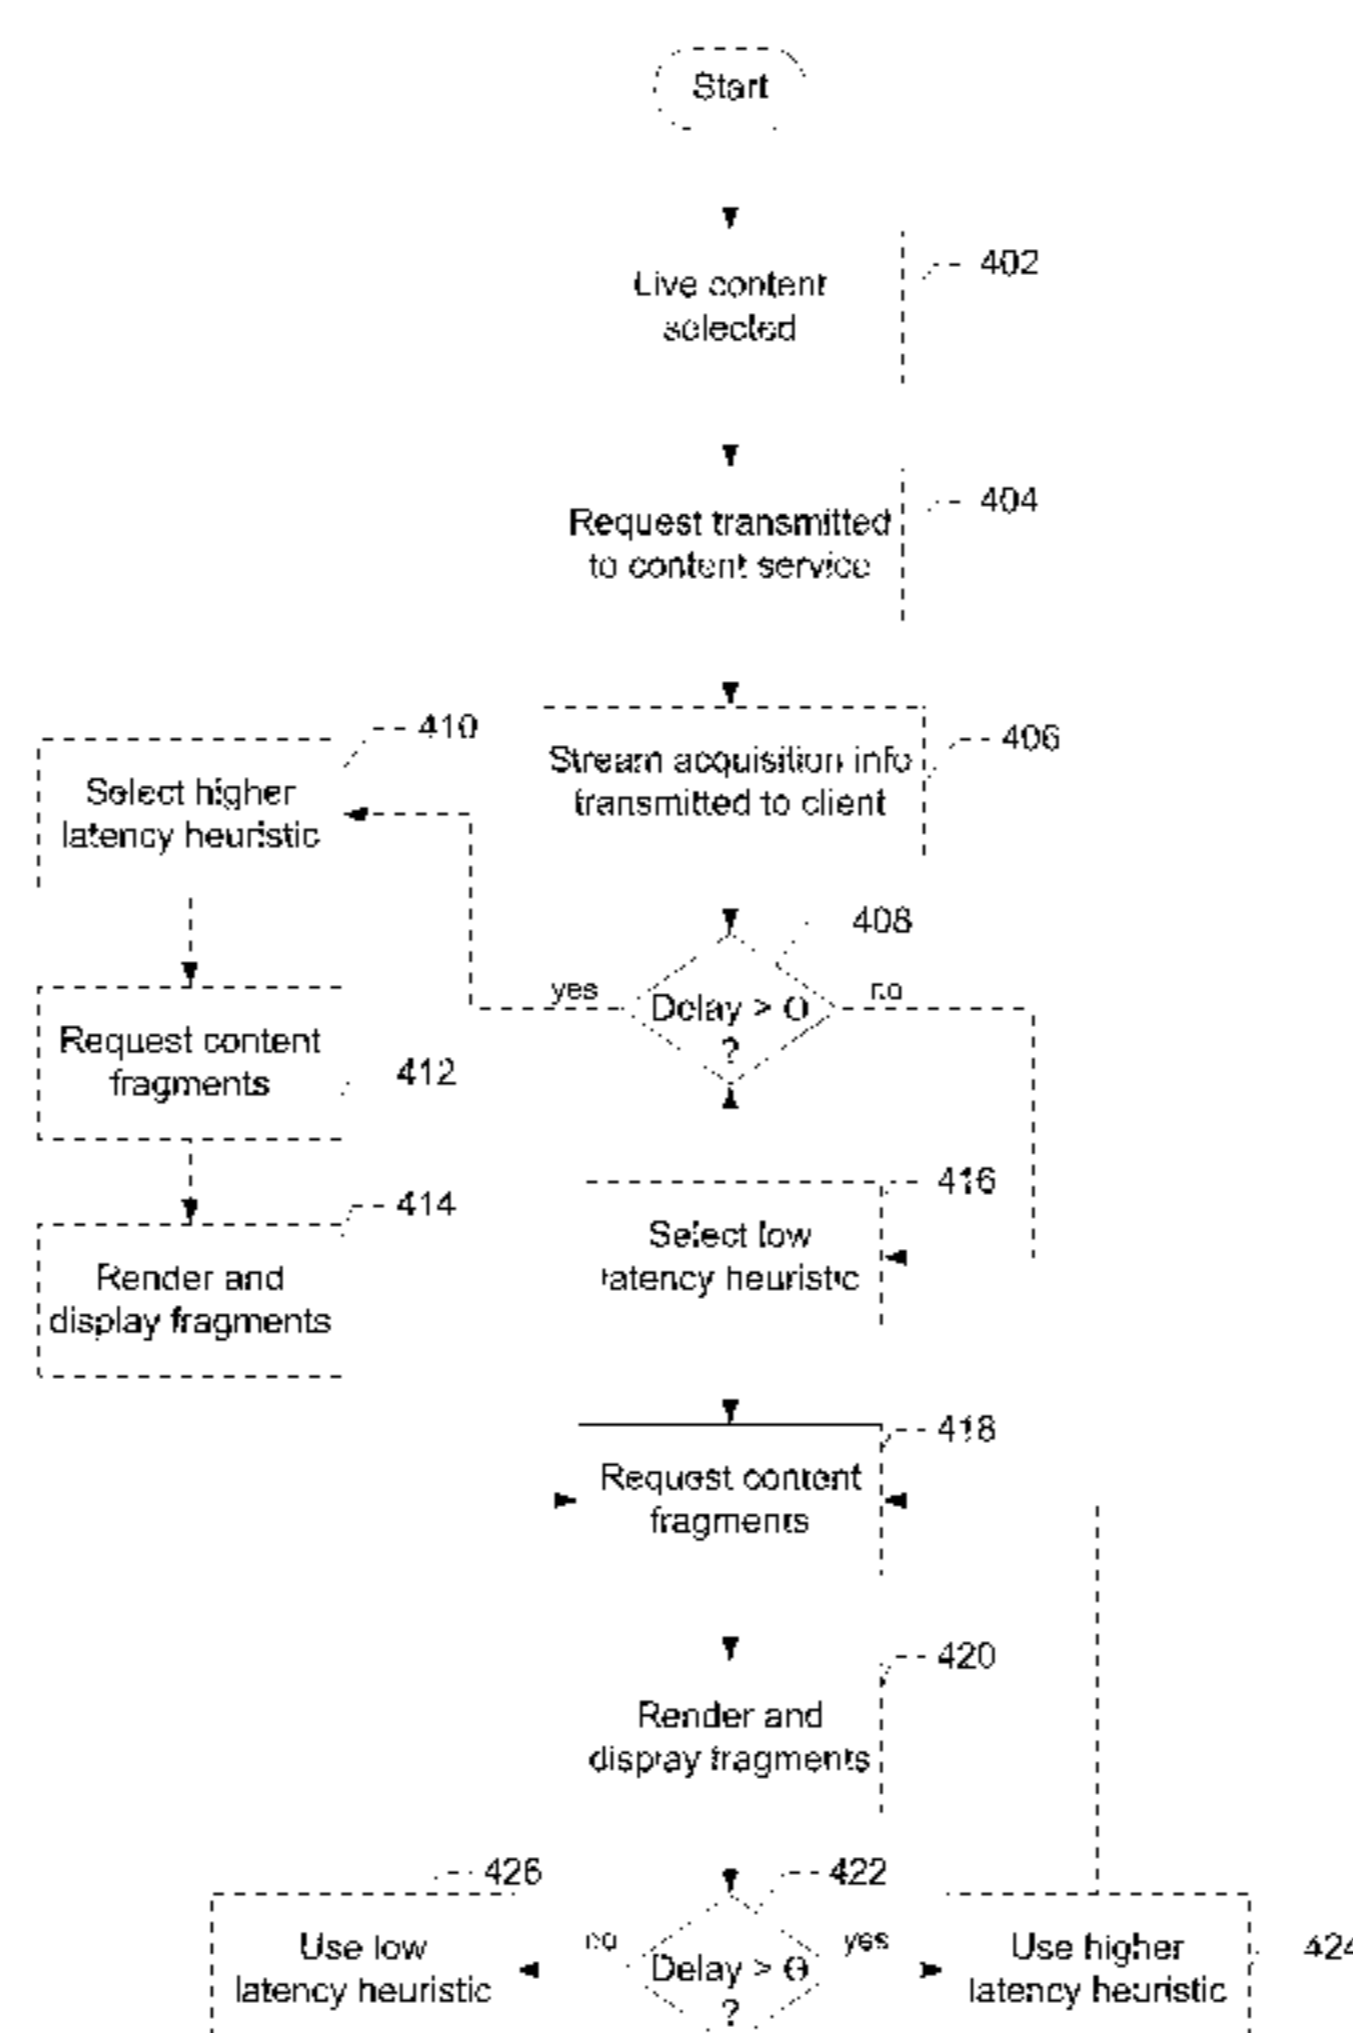 Start
402
Live content
selected
404
Request transmitted
to content service
406
Stream acquisition info
transmitted to client
410
Select higher
latency heuristic
408
yes
Delay > Θ
?
no
Request content
fragments
412
414
Render and
display fragments
416
Select low
latency heuristic
418
Request content
fragments
420
Render and
display fragments
426
422
Use low
latency heuristic
no
Delay > Θ
?
yes
Use higher
latency heuristic
424